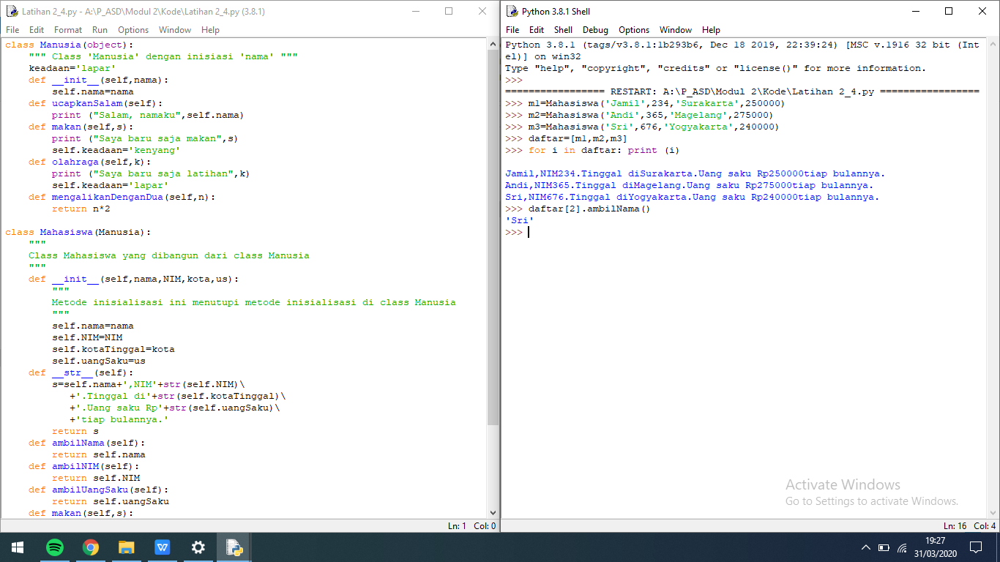 Latihan 2_4.py - A:\P_ASD\Modul 2\Kode\Latihan 2_4.py (3.8.1)
File Edit Format Run Options Window Help
class Manusia(object):
    """ Class 'Manusia' dengan inisiasi 'nama' """
    keadaan='lapar'
    def __init__(self,nama):
        self.nama=nama
    def ucapkanSalam(self):
        print ("Salam, namaku",self.nama)
    def makan(self,s):
        print ("Saya baru saja makan",s)
        self.keadaan='kenyang'
    def olahraga(self,k):
        print ("Saya baru saja latihan",k)
        self.keadaan='lapar'
    def mengalikanDenganDua(self,n):
        return n*2
class Mahasiswa(Manusia):
    """
    Class Mahasiswa yang dibangun dari class Manusia
    """
    def __init__(self,nama,NIM,kota,us):
        """
        Metode inisialisasi ini menutupi metode inisialisasi di class Manusia
        """
        self.nama=nama
        self.NIM=NIM
        self.kotaTinggal=kota
        self.uangSaku=us
    def __str__(self):
        s=self.nama+',NIM'+str(self.NIM)\
           +'.Tinggal di'+str(self.kotaTinggal)\
           +'.Uang saku Rp'+str(self.uangSaku)\
           +'tiap bulannya.'
        return s
    def ambilNama(self):
        return self.nama
    def ambilNIM(self):
        return self.NIM
    def ambilUangSaku(self):
        return self.uangSaku
    def makan(self,s):
Ln: 1 Col: 0
Python 3.8.1 Shell
File Edit Shell Debug Options Window Help
Python 3.8.1 (tags/v3.8.1:1b293b6, Dec 18 2019, 22:39:24) [MSC v.1916 32 bit (Int
el)] on win32
Type "help", "copyright", "credits" or "license()" for more information.
>>>
================= RESTART: A:\P_ASD\Modul 2\Kode\Latihan 2_4.py =================
>>> m1=Mahasiswa('Jamil',234,'Surakarta',250000)
>>> m2=Mahasiswa('Andi',365,'Magelang',275000)
>>> m3=Mahasiswa('Sri',676,'Yogyakarta',240000)
>>> daftar=[m1,m2,m3]
>>> for i in daftar: print (i)
Jamil,NIM234.Tinggal diSurakarta.Uang saku Rp250000tiap bulannya.
Andi,NIM365.Tinggal diMagelang.Uang saku Rp275000tiap bulannya.
Sri,NIM676.Tinggal diYogyakarta.Uang saku Rp240000tiap bulannya.
>>> daftar[2].ambilNama()
'Sri'
>>>
Activate Windows
Go to Settings to activate Windows.
Ln: 16 Col: 4
19:27
31/03/2020